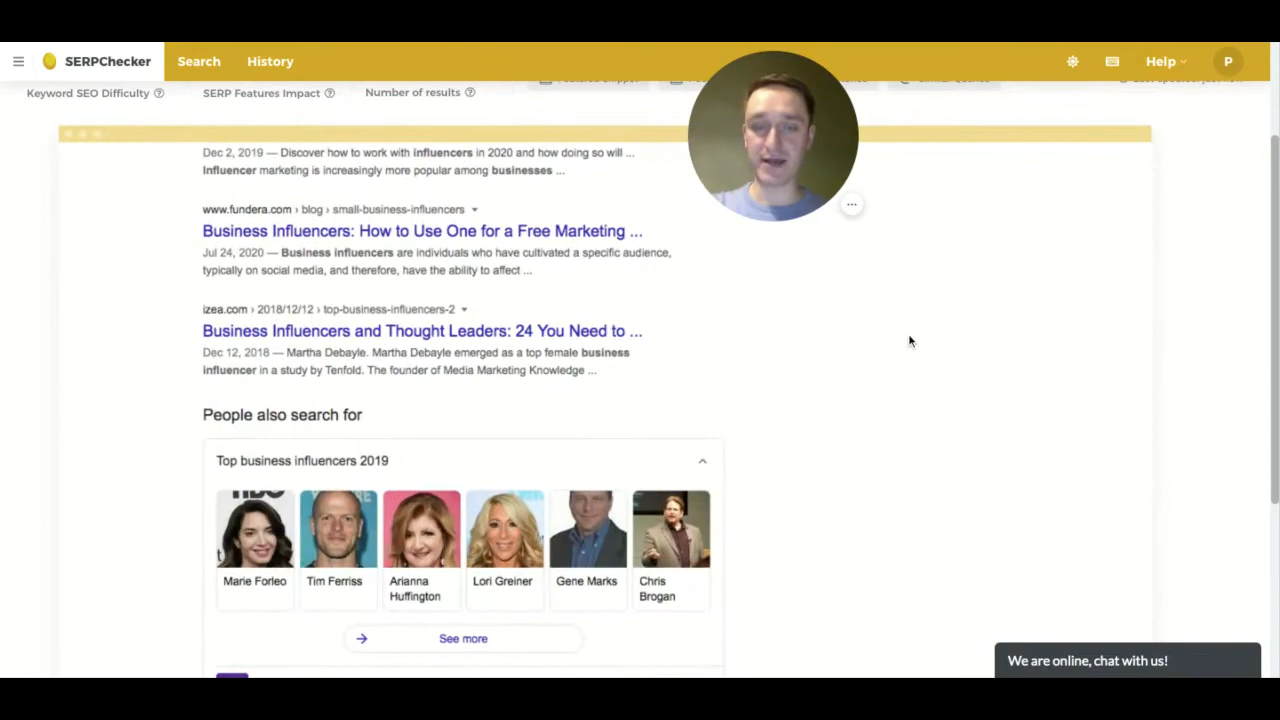 SERPChecker
Search
History
Help
P
Keyword SEO Difficulty
SERP Features Impact
Number of results
Dec 2, 2019 — Discover how to work with influencers in 2020 and how doing so will ...
Influencer marketing is increasingly more popular among businesses ...
www.fundera.com › blog › small-business-influencers
Business Influencers: How to Use One for a Free Marketing ...
Jul 24, 2020 — Business influencers are individuals who have cultivated a specific audience,
typically on social media, and therefore, have the ability to affect ...
izea.com › 2018/12/12 › top-business-influencers-2
Business Influencers and Thought Leaders: 24 You Need to ...
Dec 12, 2018 — Martha Debayle. Martha Debayle emerged as a top female business
influencer in a study by Tenfold. The founder of Media Marketing Knowledge ...
People also search for
Top business influencers 2019
Marie Forleo
Tim Ferriss
Arianna
Huffington
Lori Greiner
Gene Marks
Chris
Brogan
See more
We are online, chat with us!